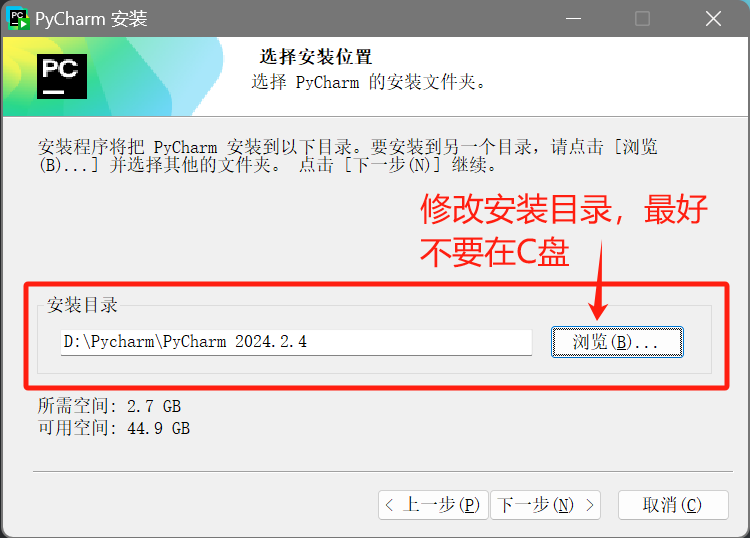 PyCharm 安装
PC
选择安装位置
选择 PyCharm 的安装文件夹。
安装程序将把 PyCharm 安装到以下目录。要安装到另一个目录，请点击 [浏览
(B)...] 并选择其他的文件夹。 点击 [下一步(N)] 继续。
修改安装目录，最好
不要在C盘
安装目录
D:\Pycharm\PyCharm 2024.2.4
浏览(B)...
所需空间: 2.7 GB
可用空间: 44.9 GB
< 上一步(P)
下一步(N) >
取消(C)